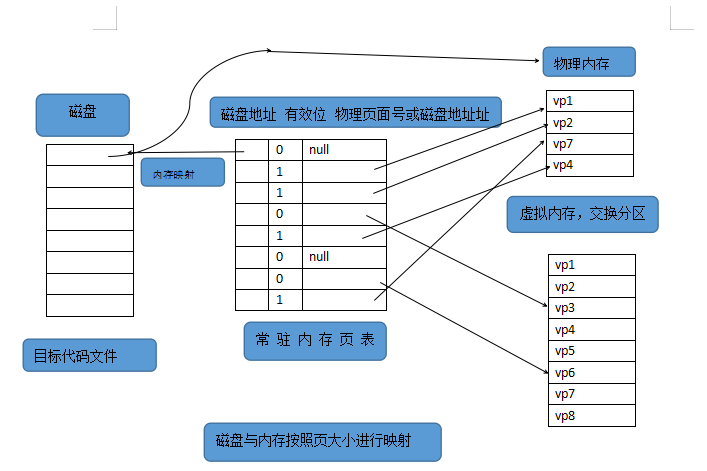 物理内存
磁盘
磁盘地址 有效位 物理页面号或磁盘地址址
vp1
vp2
vp7
vp4
内存映射
0 null
1
1
0
1
0 null
0
1
虚拟内存，交换分区
vp1
vp2
vp3
vp4
vp5
vp6
vp7
vp8
目标代码文件
常 驻 内 存 页 表
磁盘与内存按照页大小进行映射